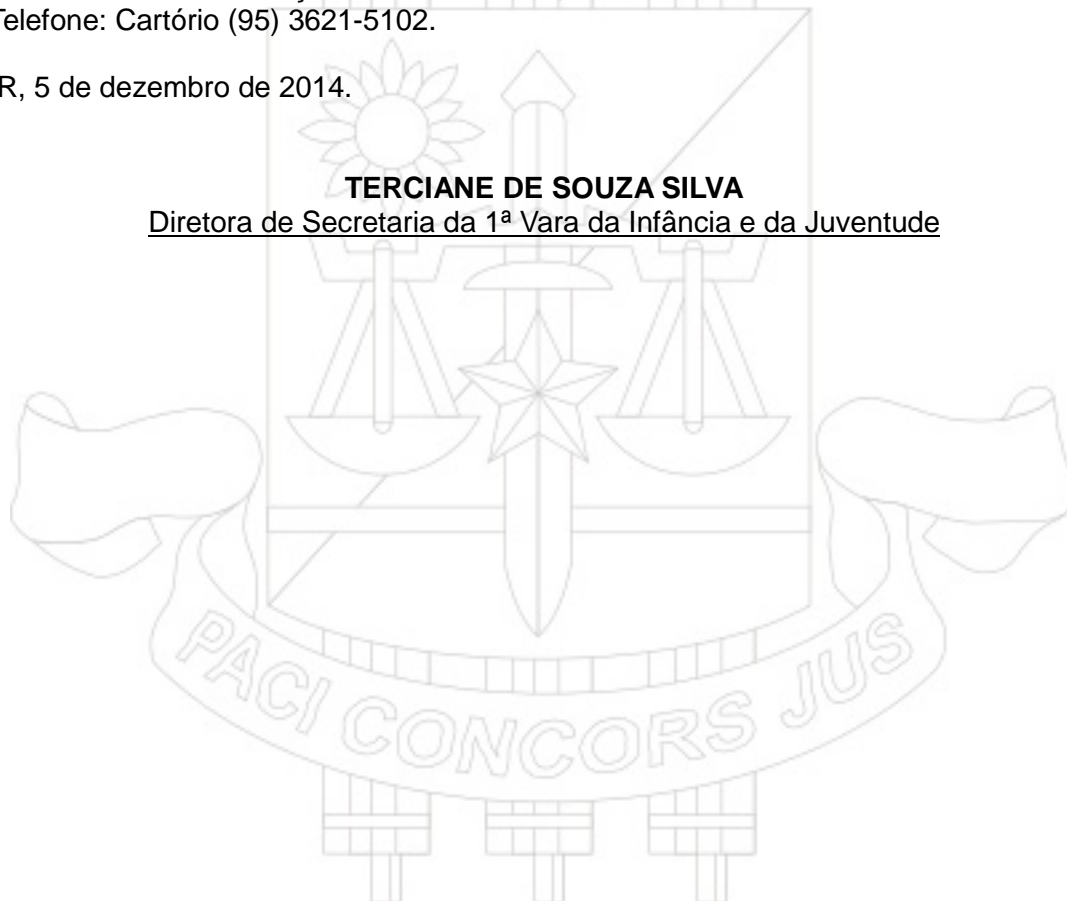 Telefone: Cartório (95) 3621-5102.
R, 5 de dezembro de 2014.
TERCIANE DE SOUZA SILVA
Diretora de Secretaria da 1ª Vara da Infância e da Juventude
PACI CONCORS JUS